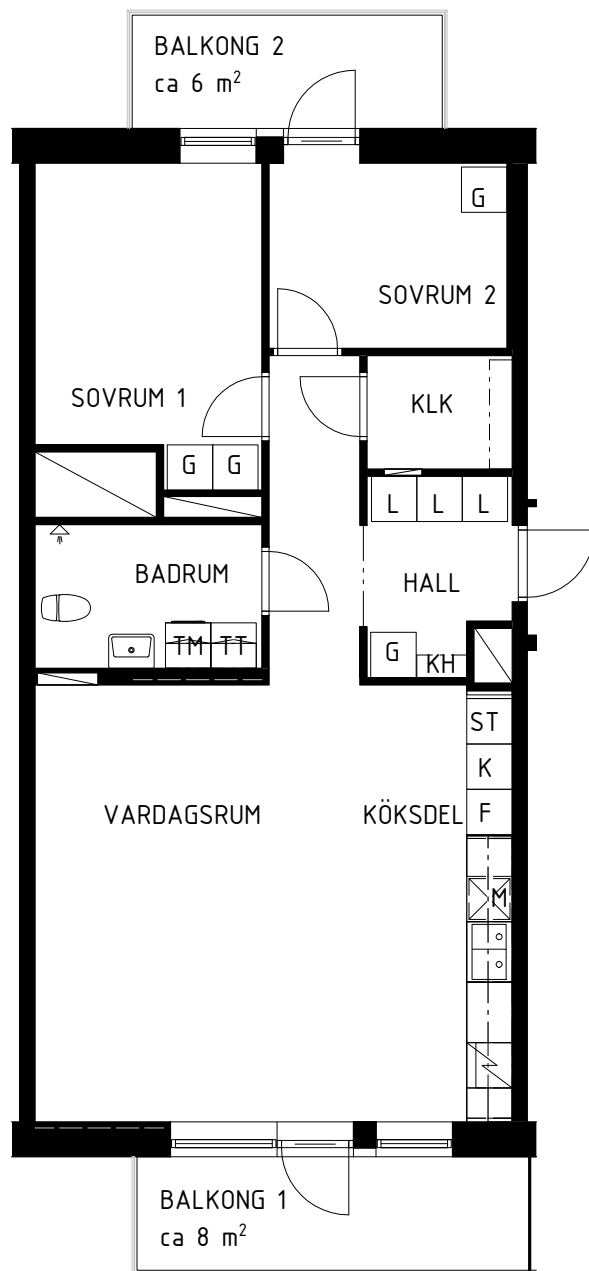 BALKONG 2
ca 6 m²
G
SOVRUM 2
SOVRUM 1
KLK
G G
L L L
BADRUM
HALL
TM TT
G
KH
ST
K
VARDAGSRUM
KÖKSDEL
F
M
BALKONG 1
ca 8 m²